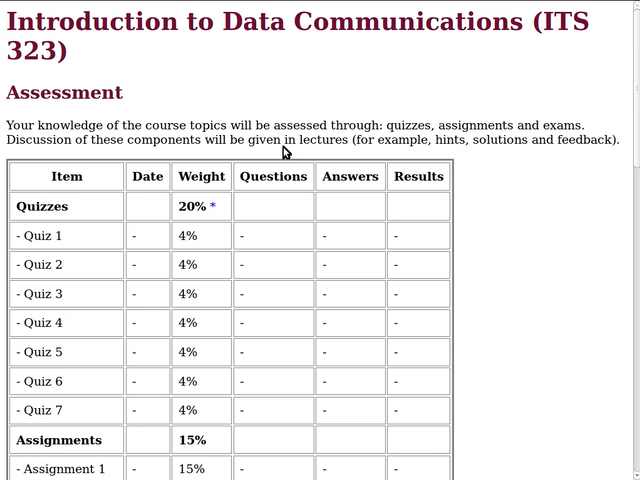 Introduction to Data Communications (ITS
323)
Assessment
Your knowledge of the course topics will be assessed through: quizzes, assignments and exams.
Discussion of these components will be given in lectures (for example, hints, solutions and feedback).
Item Date Weight Questions Answers Results
Quizzes 20% *
- Quiz 1 - 4% - - -
- Quiz 2 - 4% - - -
- Quiz 3 - 4% - - -
- Quiz 4 - 4% - - -
- Quiz 5 - 4% - - -
- Quiz 6 - 4% - - -
- Quiz 7 - 4% - - -
Assignments 15%
- Assignment 1 - 15% - - -